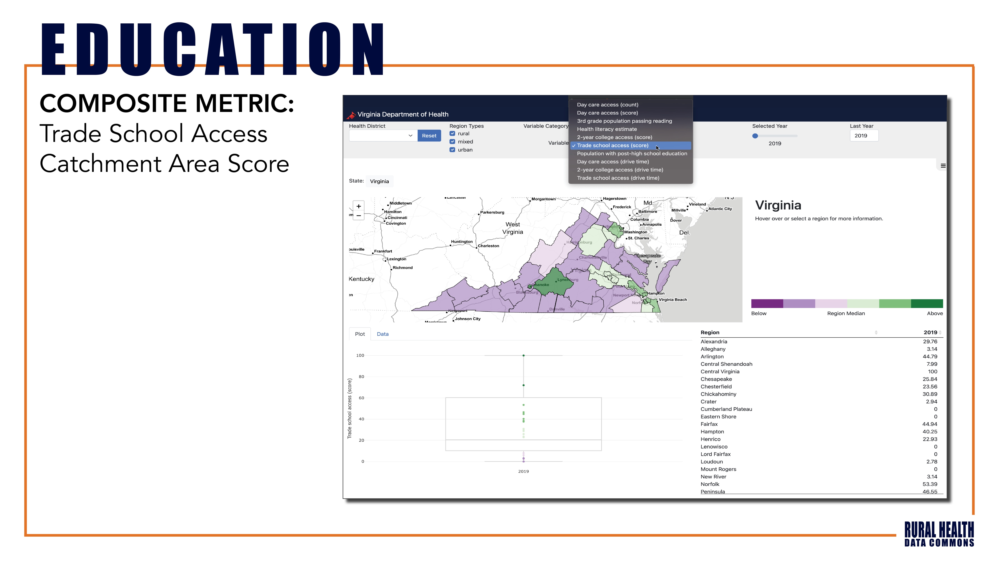 EDUCATION
COMPOSITE METRIC:
Trade School Access
Catchment Area Score
Virginia Department of Health
Health District
Reset
Region Types
rural
mixed
urban
Variable Category
Variable
Day care access (count)
Day care access (score)
3rd grade population passing reading
Health literacy estimate
2-year college access (score)
✓ Trade school access (score)
Population with post-high school education
Day care access (drive time)
2-year college access (drive time)
Trade school access (drive time)
Selected Year
2019
Last Year
2019
State: Virginia
+
−
Middletown
Hamilton
Cincinnati
Covington
Lancaster
Parkersburg
Morgantown
Hagerstown
Frederick
Md.
Baltimore
Columbia
Annapolis
N.J.
Vineland
Millville
Atlantic City
Dover
Del.
West
Virginia
Arlington
Washington
St. Charles
Huntington
Charleston
Harrisonburg
ouisville
Frankfort
Lexington
Richmond
Charlottesville
Chesapeake
Bay
Virginia
Kentucky
Lynchburg
Richmond
Roanoke
Blacksburg
Petersburg
Newport News
Hampton
Norfolk
Virginia Beach
en
Danville
Kingsport
Johnson City
Morristown
Virginia
Hover over or select a region for more information.
Below
Region Median
Above
Plot
Data
Trade school access (score)
100
80
60
40
20
0
2019
Region 2019
Alexandria 29.76
Alleghany 3.14
Arlington 44.79
Central Shenandoah 7.99
Central Virginia 100
Chesapeake 25.84
Chesterfield 23.56
Chickahominy 30.89
Crater 2.94
Cumberland Plateau 0
Eastern Shore 0
Fairfax 44.94
Hampton 40.25
Henrico 22.93
Lenowisco 0
Lord Fairfax 0
Loudoun 2.78
Mount Rogers 0
New River 3.14
Norfolk 53.39
Peninsula 46.55
RURAL HEALTH
DATA COMMONS